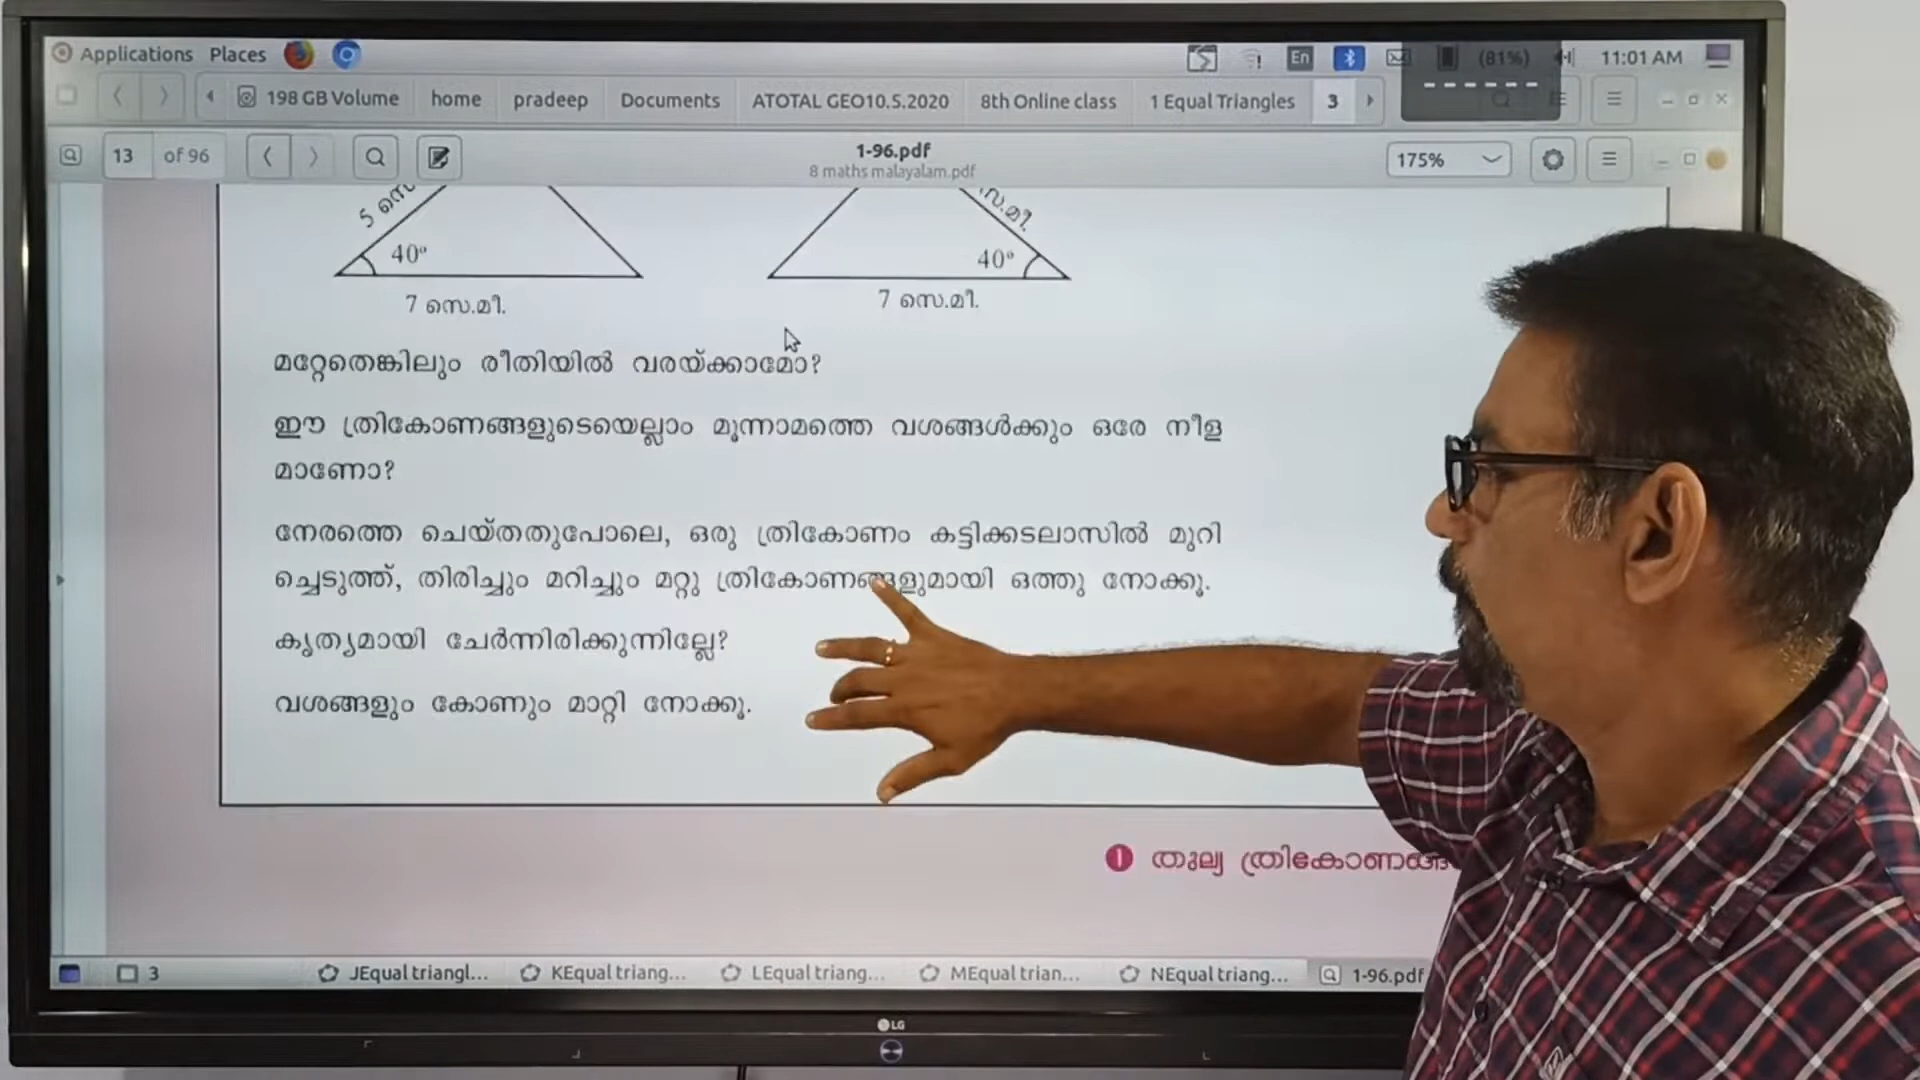 Applications Places En (81%) 11:01 AM
198 GB Volume home pradeep Documents ATOTAL GEO10.5.2020 8th Online class 1 Equal Triangles 3
13 of 96 1-96.pdf 175%
8 maths malayalam.pdf
5 സെ സെ.മീ.
40° 40°
7 സെ.മീ. 7 സെ.മീ.
മറ്റേതെങ്കിലും രീതിയിൽ വരയ്ക്കാമോ?
ഈ ത്രികോണങ്ങളുടെയെല്ലാം മൂന്നാമത്തെ വശങ്ങൾക്കും ഒരേ നീള
മാണോ?
നേരത്തെ ചെയ്തതുപോലെ, ഒരു ത്രികോണം കട്ടിക്കടലാസിൽ മുറി
ച്ചെടുത്ത്, തിരിച്ചും മറിച്ചും മറ്റു ത്രികോണങ്ങളുമായി ഒത്തു നോക്കൂ.
കൃത്യമായി ചേർന്നിരിക്കുന്നില്ലേ?
വശങ്ങളും കോണും മാറ്റി നോക്കൂ.
1 തുല്യ ത്രികോണങ്ങ
3 JEqual triangl... KEqual triang... LEqual triang... MEqual trian... NEqual triang... 1-96.pdf
LG